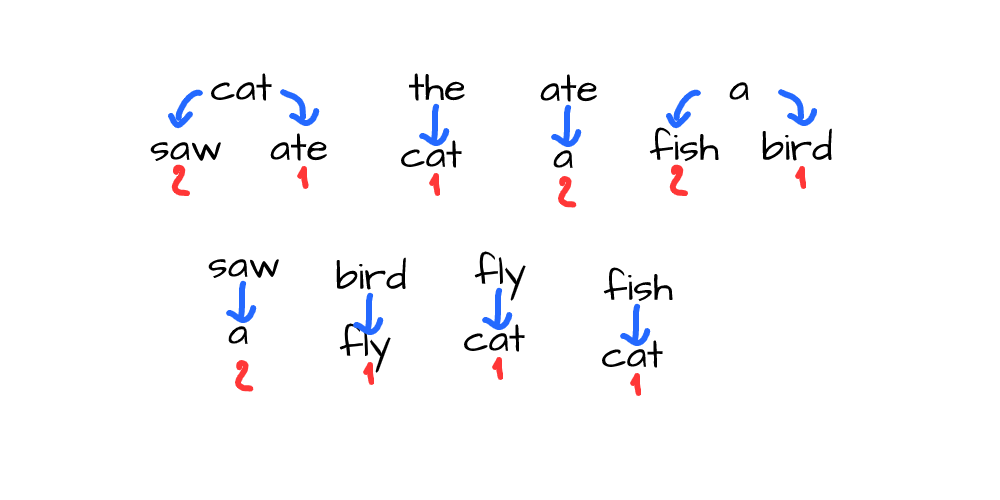 cat the ate a
saw ate cat a fish bird
2 1 1 2 2 1
saw bird fly fish
a fly cat cat
2 1 1 1